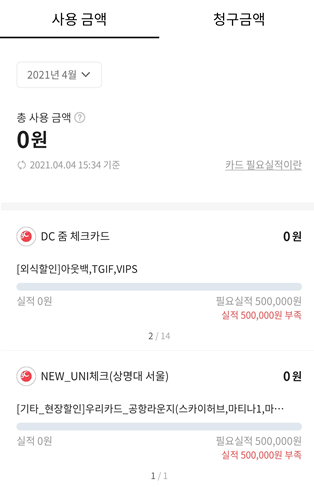 사용 금액
청구금액
2021년 4월
총 사용 금액 ?
0원
2021.04.04 15:34 기준
카드 필요실적이란
DC 줌 체크카드
0원
[외식할인]아웃백,TGIF,VIPS
실적 0원
필요실적 500,000원
실적 500,000원 부족
2 / 14
NEW_UNI체크(상명대 서울)
0원
[기타_현장할인]우리카드_공항라운지(스카이허브,마티나1,마…
실적 0원
필요실적 500,000원
실적 500,000원 부족
1 / 1